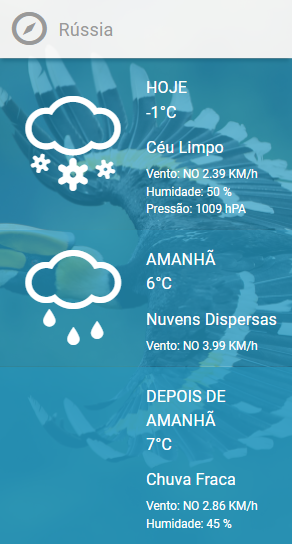 Rússia
HOJE
-1°C
Céu Limpo
Vento: NO 2.39 KM/h
Humidade: 50 %
Pressão: 1009 hPA
AMANHÃ
6°C
Nuvens Dispersas
Vento: NO 3.99 KM/h
DEPOIS DE
AMANHÃ
7°C
Chuva Fraca
Vento: NO 2.86 KM/h
Humidade: 45 %